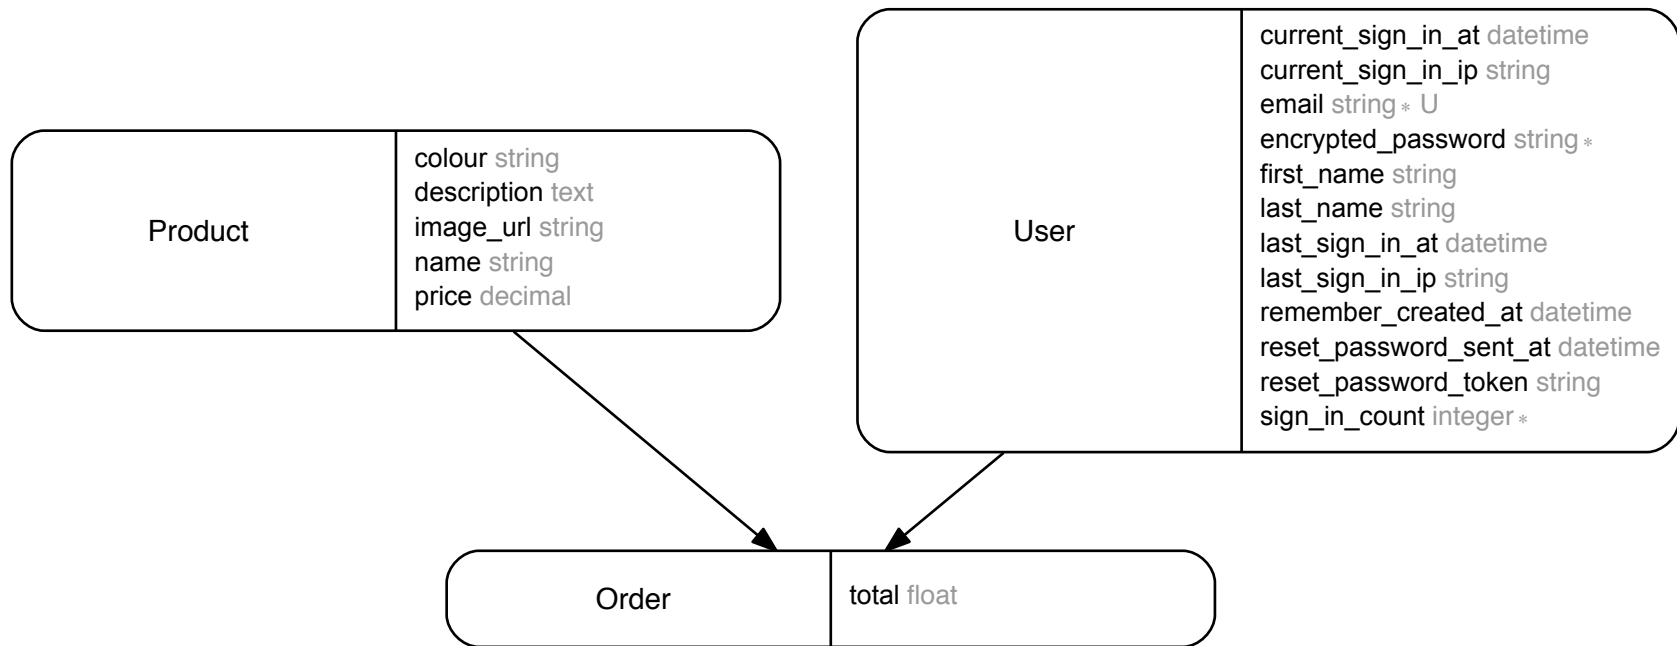 Product
colour string
description text
image_url string
name string
price decimal
User
current_sign_in_at datetime
current_sign_in_ip string
email string∗ U
encrypted_password string∗
first_name string
last_name string
last_sign_in_at datetime
last_sign_in_ip string
remember_created_at datetime
reset_password_sent_at datetime
reset_password_token string
sign_in_count integer∗
Order
total float